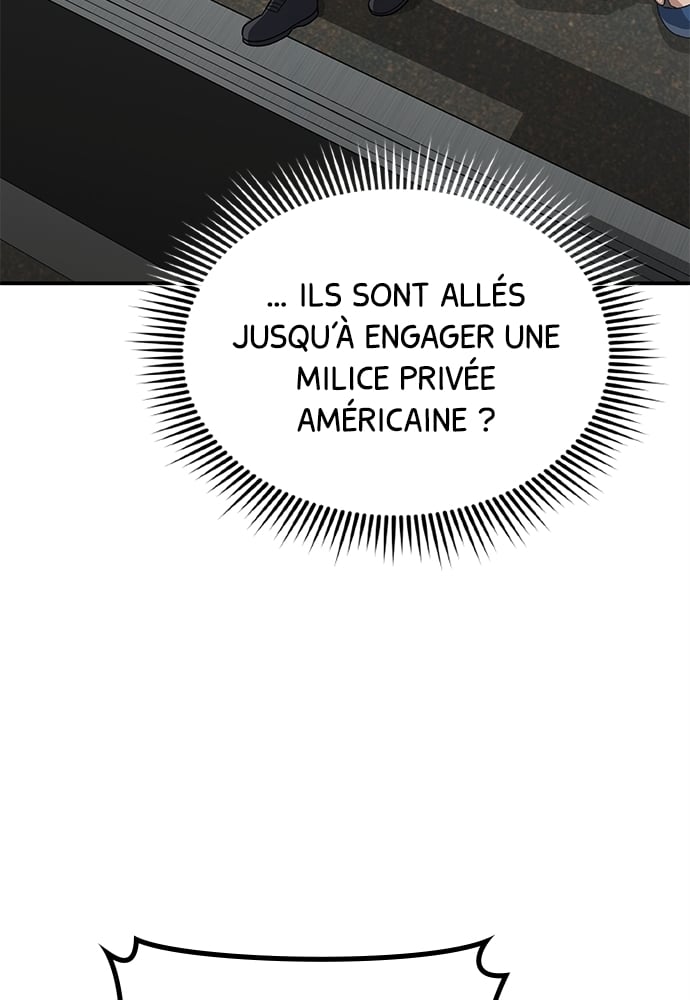 ... ILS SONT ALLÉS
JUSQU'À ENGAGER UNE
MILICE PRIVÉE
AMÉRICAINE ?